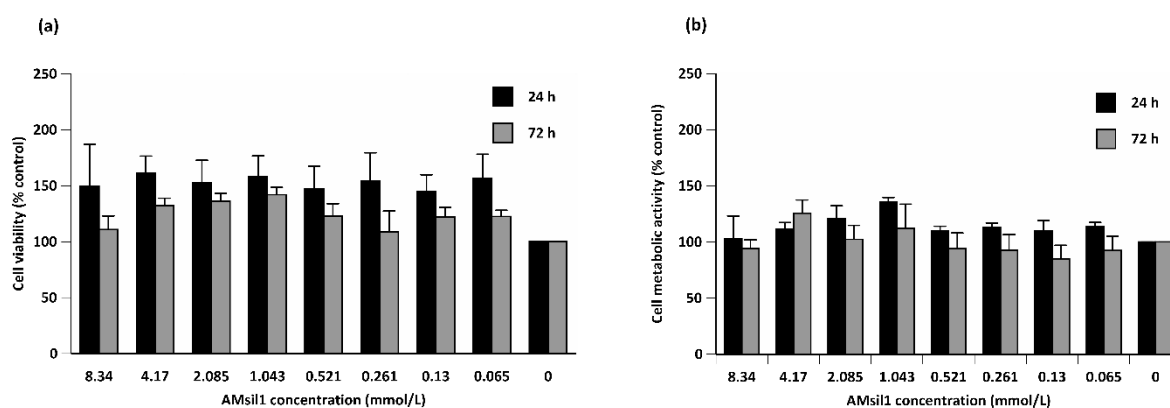 (a)
250
200
150
100
50
0
Cell viability (% control)
24 h
72 h
8.34 4.17 2.085 1.043 0.521 0.261 0.13 0.065 0
AMsil1 concentration (mmol/L)
(b)
250
200
150
100
50
0
Cell metabolic activity (% control)
24 h
72 h
8.34 4.17 2.085 1.043 0.521 0.261 0.13 0.065 0
AMsil1 concentration (mmol/L)